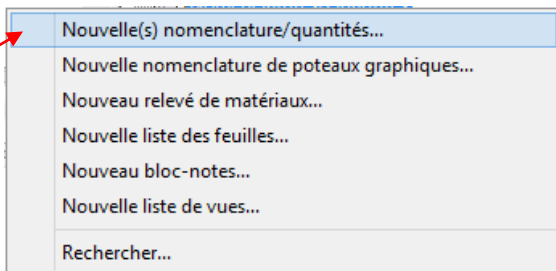 Nouvelle(s) nomenclature/quantités...
Nouvelle nomenclature de poteaux graphiques...
Nouveau relevé de matériaux...
Nouvelle liste des feuilles...
Nouveau bloc-notes...
Nouvelle liste de vues...
Rechercher...